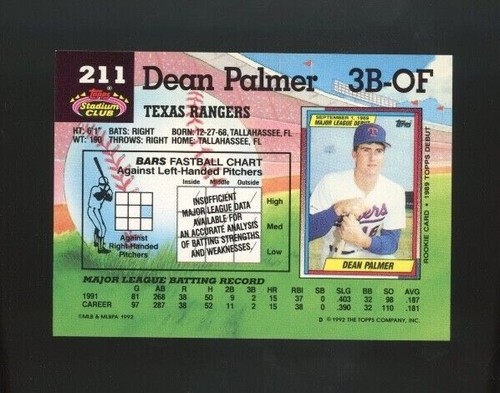 211 Dean Palmer 3B-OF
Topps
Stadium
CLUB
TEXAS RANGERS
HT: 6'1" BATS: RIGHT BORN: 12-27-68, TALLAHASSEE, FL
WT: 190 THROWS: RIGHT HOME: TALLAHASSEE, FL
BARS FASTBALL CHART
Against Left-Handed Pitchers
Inside Middle Outside
INSUFFICIENT
MAJOR LEAGUE DATA
AVAILABLE FOR
AN ACCURATE ANALYSIS
OF BATTING STRENGTHS
AND WEAKNESSES
High
Med
Low
Against
Right-Handed
Pitchers
SEPTEMBER 1, 1989
MAJOR LEAGUE DEBUT
Topps
DEAN PALMER
ROOKIE CARD • 1989 TOPPS DEBUT
MAJOR LEAGUE BATTING RECORD
G AB R H 2B 3B HR RBI SB SLG BB SO AVG
1991 81 268 38 50 9 2 15 37 0 .403 32 98 .187
CAREER 97 287 38 52 11 2 15 38 0 .390 32 110 .181
©MLB & MLBPA 1992
D © 1992 THE TOPPS COMPANY, INC.